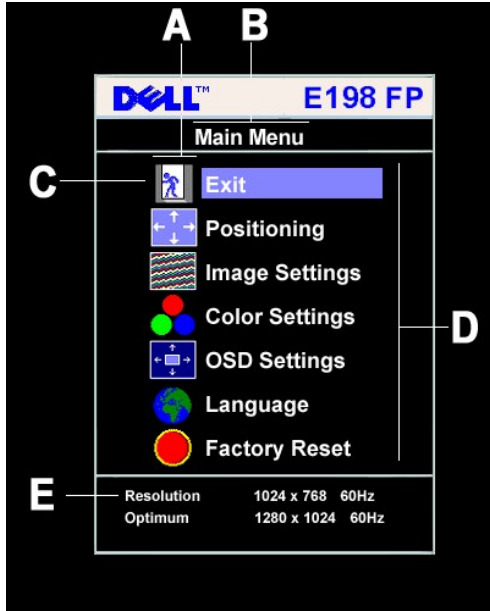 A B
DELL™ E198 FP
Main Menu
C
Exit
Positioning
Image Settings
Color Settings
D
OSD Settings
Language
Factory Reset
E
Resolution 1024 x 768 60Hz
Optimum 1280 x 1024 60Hz